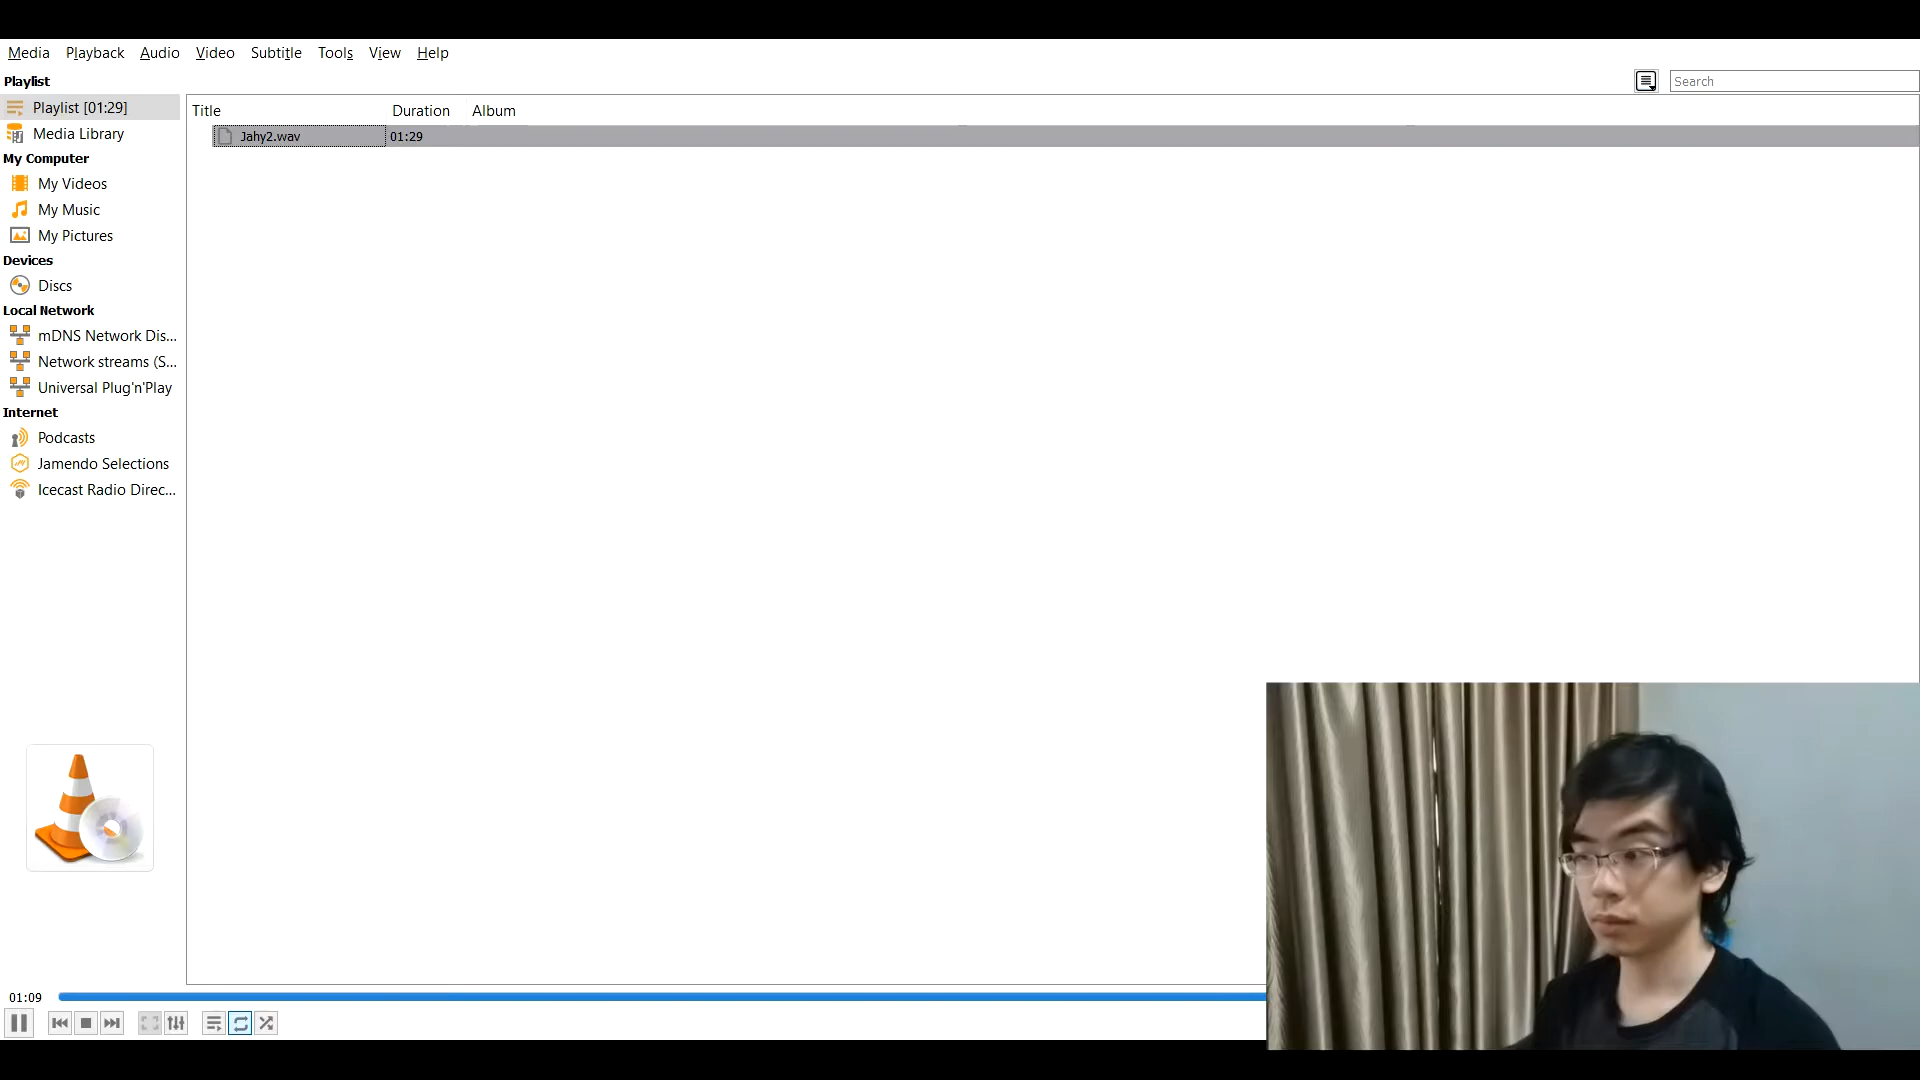 Media Playback Audio Video Subtitle Tools View Help
Playlist
Search
Playlist [01:29]
Media Library
My Computer
My Videos
My Music
My Pictures
Devices
Discs
Local Network
mDNS Network Dis...
Network streams (S...
Universal Plug'n'Play
Internet
Podcasts
Jamendo Selections
Icecast Radio Direc...
Title Duration Album
Jahy2.wav 01:29
01:09